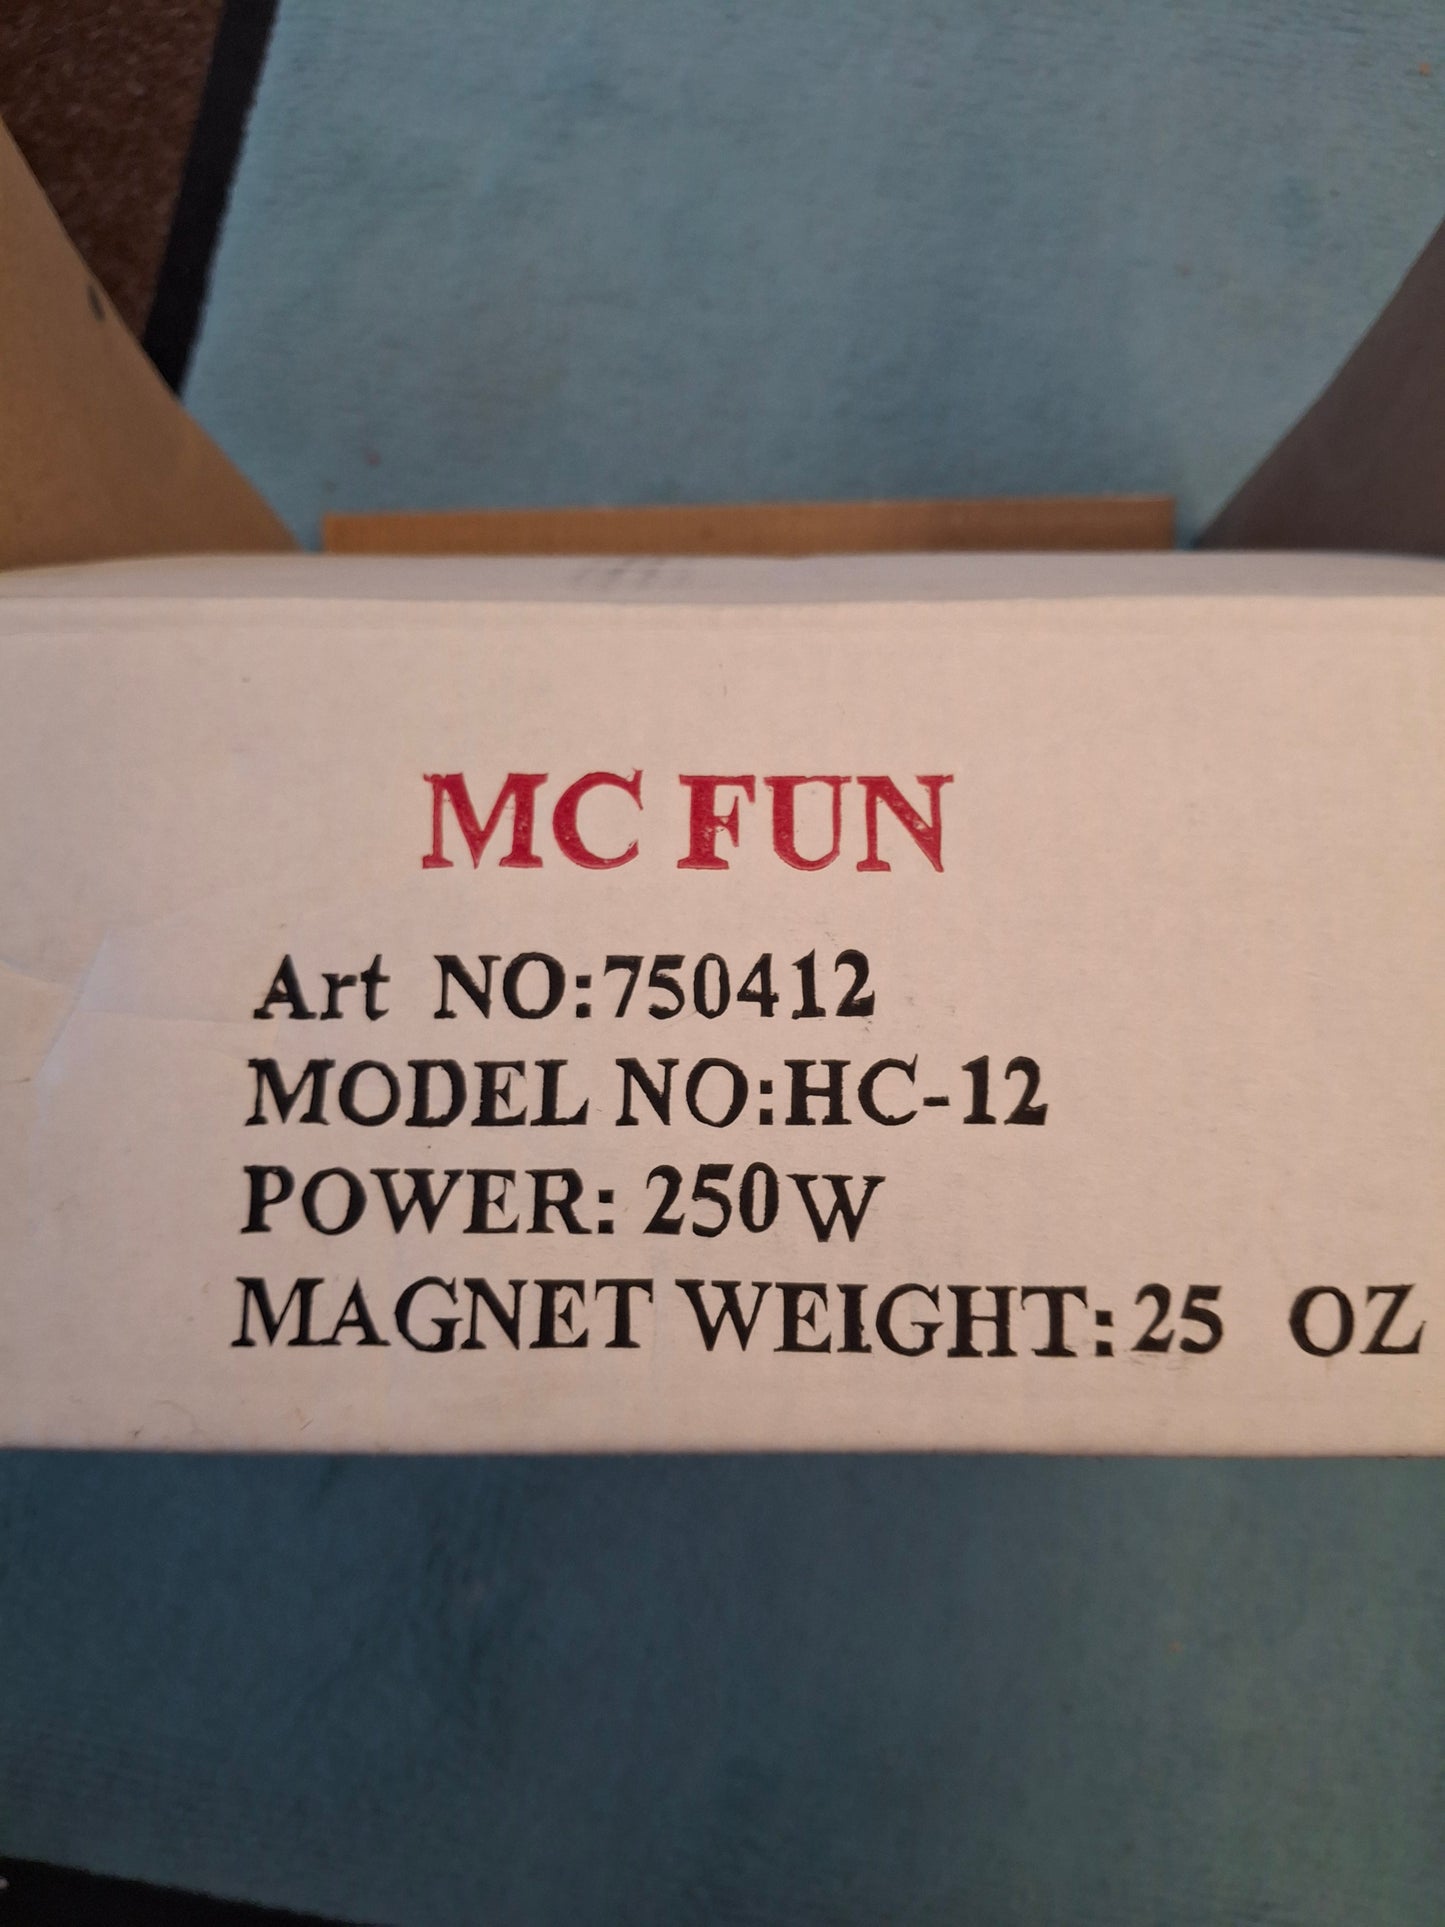 MC FUN
Art NO:750412
MODEL NO:HC-12
POWER: 250W
MAGNET WEIGHT:25 OZ